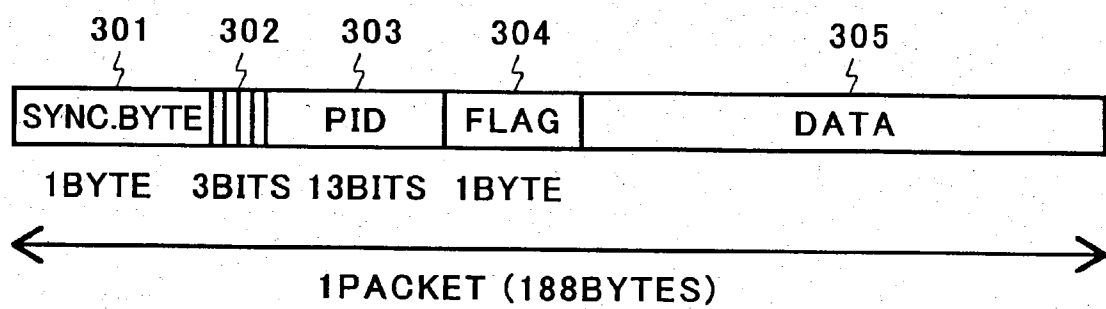 301 302 303 304 305
SYNC.BYTE PID FLAG DATA
1BYTE 3BITS 13BITS 1BYTE
1PACKET (188BYTES)